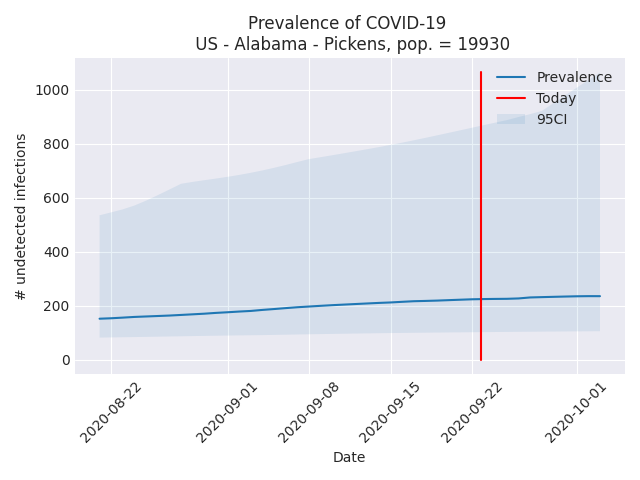 Prevalence of COVID-19
US - Alabama - Pickens, pop. = 19930
Prevalence
Today
95CI
# undetected infections
1000
800
600
400
200
0
2020-08-22
2020-09-01
2020-09-08
2020-09-15
2020-09-22
2020-10-01
Date